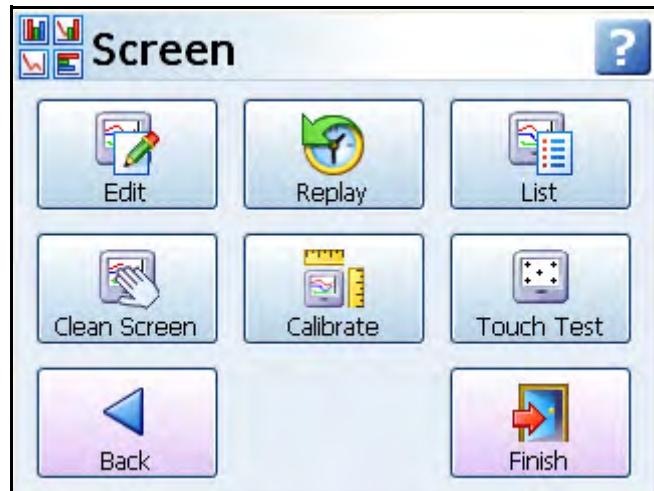 Screen ?
Edit Replay List
Clean Screen Calibrate Touch Test
Back Finish